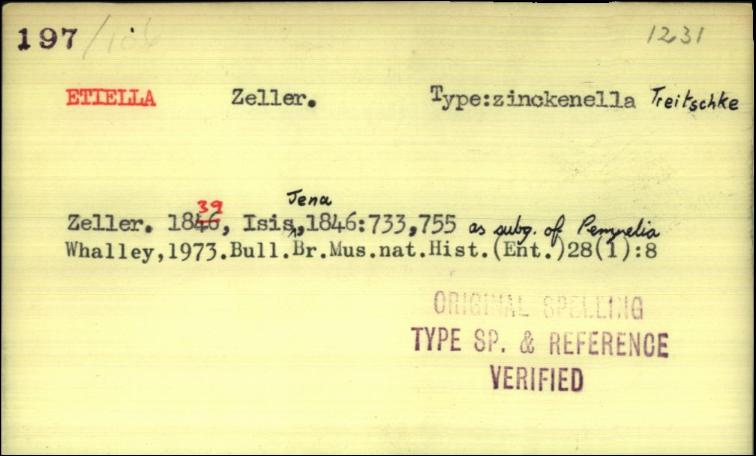 197 /106 1231
ETIELLA Zeller. Type:zinckenella Treitschke
39 Jena
Zeller. 1846, Isis,1846:733,755 as subg. of Pempelia
Whalley,1973.Bull.Br.Mus.nat.Hist.(Ent.)28(1):8
ORIGINAL SPELLING
TYPE SP. & REFERENCE
VERIFIED